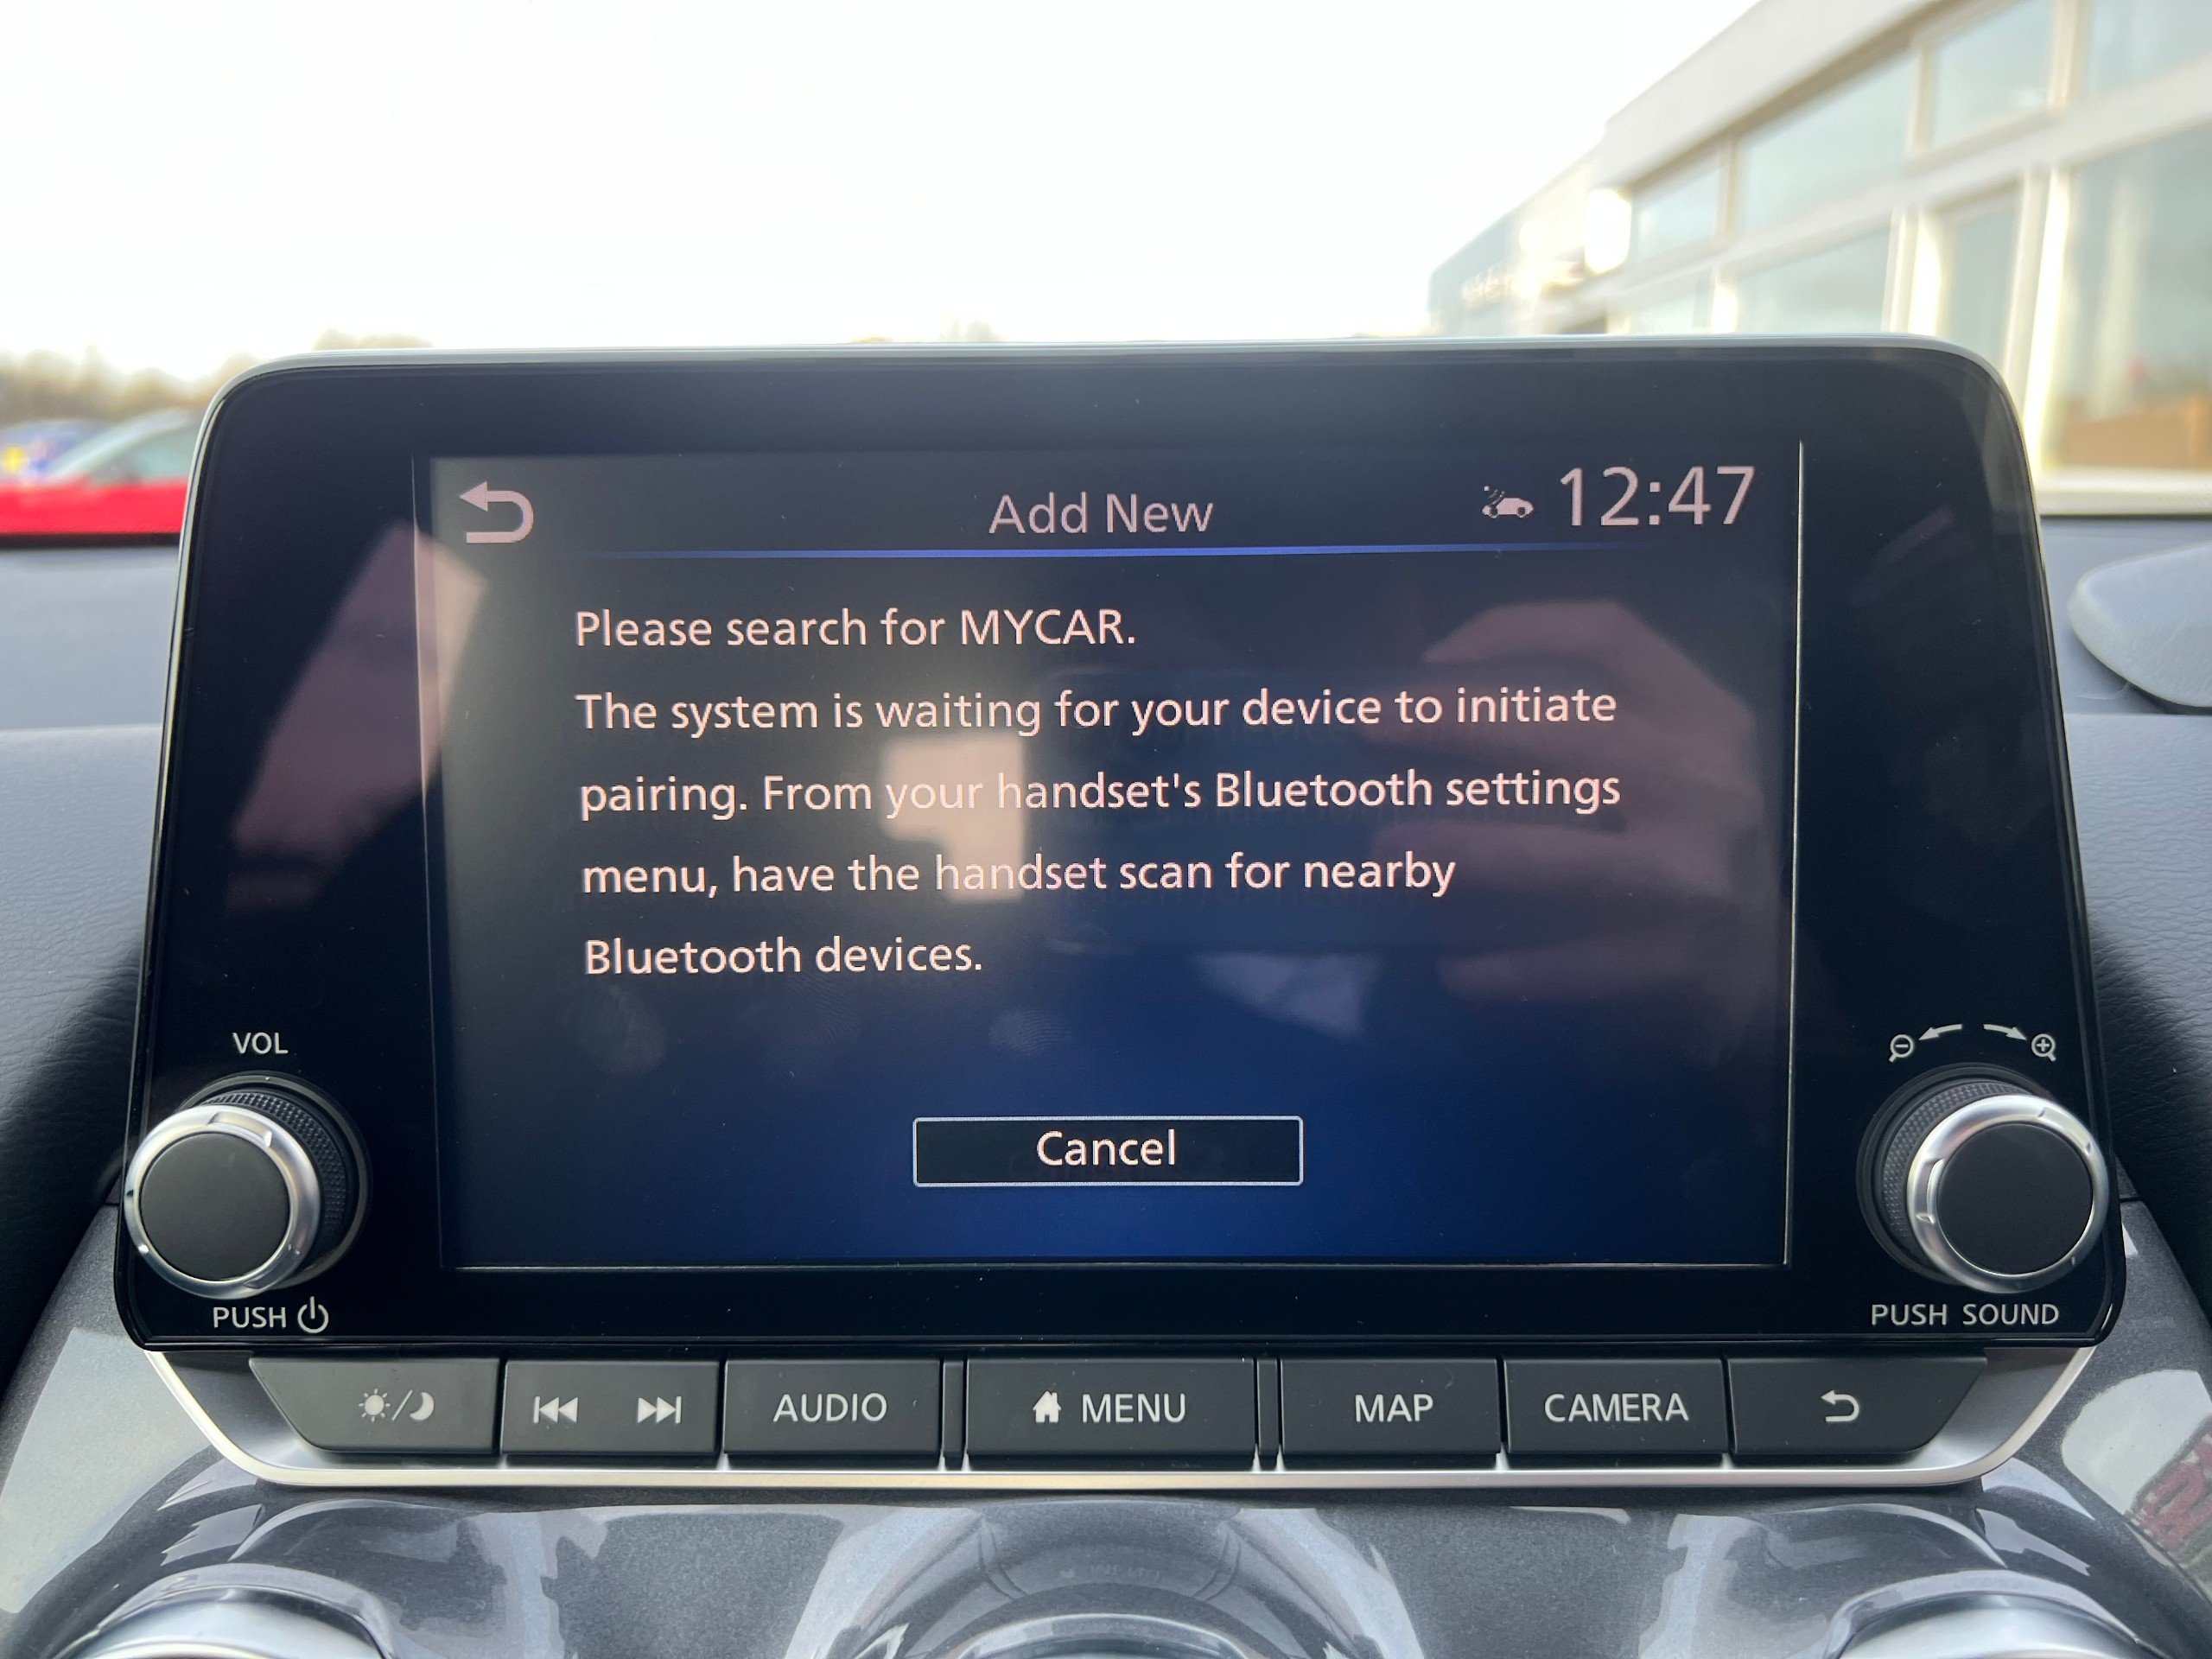 Add New
12:47
Please search for MYCAR.
The system is waiting for your device to initiate
pairing. From your handset's Bluetooth settings
menu, have the handset scan for nearby
Bluetooth devices.
Cancel
VOL
PUSH
PUSH SOUND
AUDIO
MENU
MAP
CAMERA